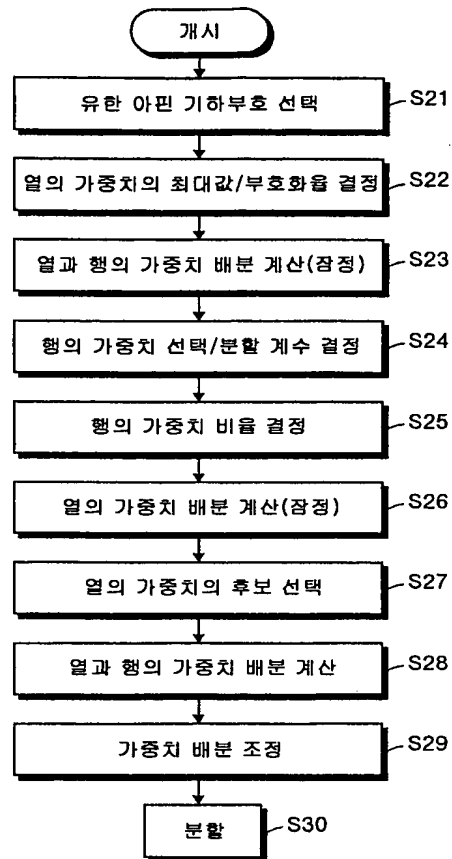 개시
유한 아핀 기하부호 선택
S21
열의 가중치의 최대값/부호화율 결정
S22
열과 행의 가중치 배분 계산(잠정)
S23
행의 가중치 선택/분할 계수 결정
S24
행의 가중치 비율 결정
S25
열의 가중치 배분 계산(잠정)
S26
열의 가중치의 후보 선택
S27
열과 행의 가중치 배분 계산
S28
가중치 배분 조정
S29
분할
S30